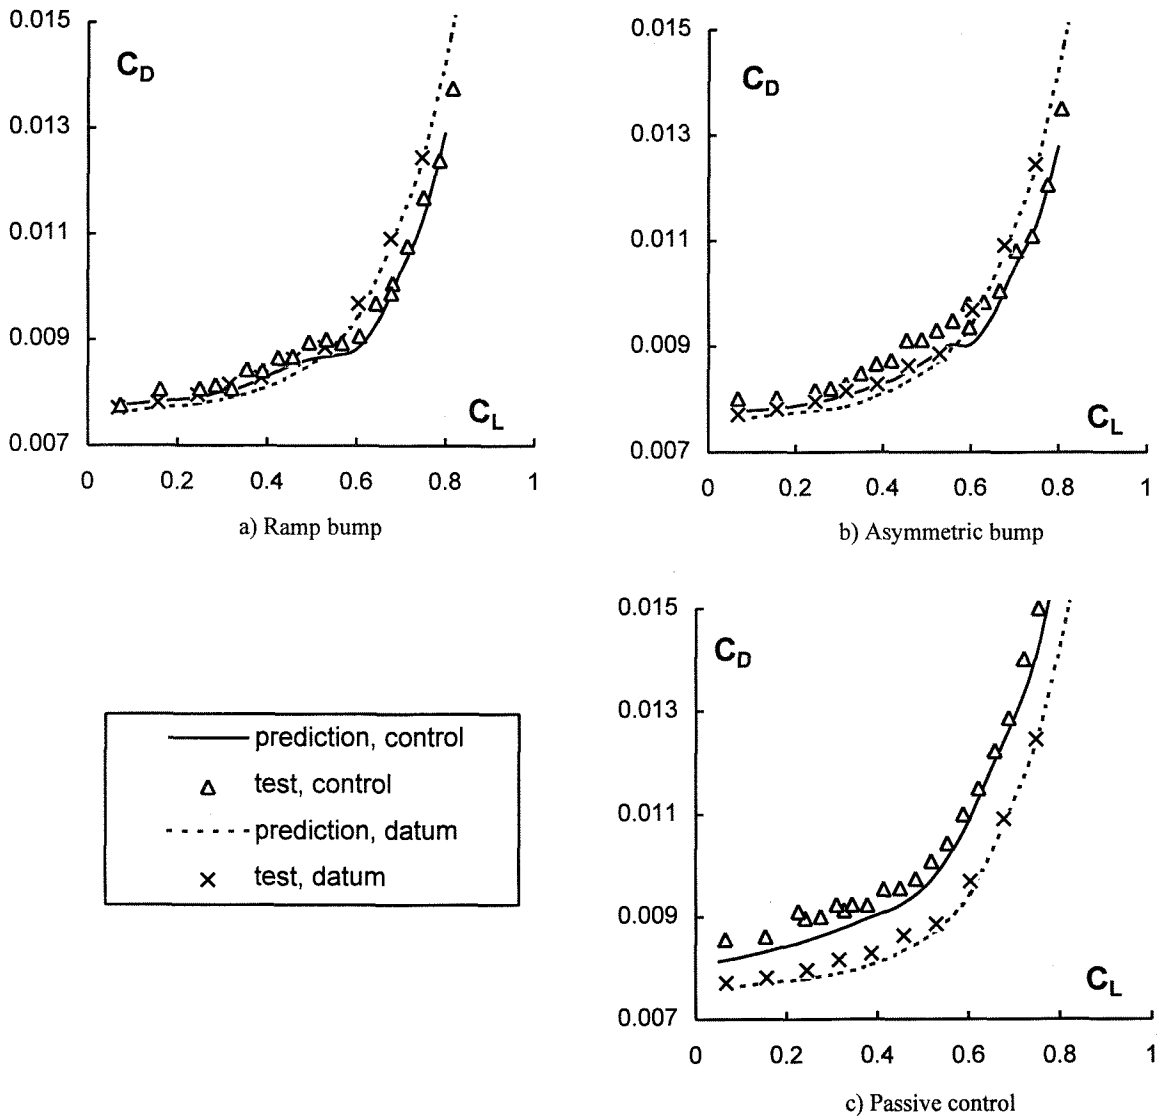 0.015
C_D
0.013
0.011
0.009
C_L
0.007
0 0.2 0.4 0.6 0.8 1
a) Ramp bump
0.015
C_D
0.013
0.011
0.009
C_L
0.007
0 0.2 0.4 0.6 0.8 1
b) Asymmetric bump
prediction, control
test, control
prediction, datum
test, datum
0.015
C_D
0.013
0.011
0.009
C_L
0.007
0 0.2 0.4 0.6 0.8 1
c) Passive control